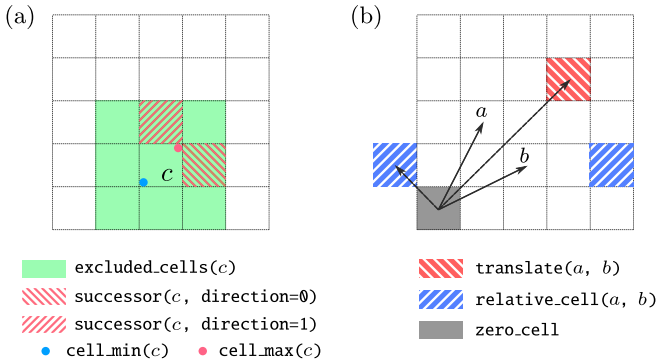 (a)
c
excluded_cells(c)
successor(c, direction=0)
successor(c, direction=1)
cell_min(c) cell_max(c)
(b)
a
b
translate(a, b)
relative_cell(a, b)
zero_cell